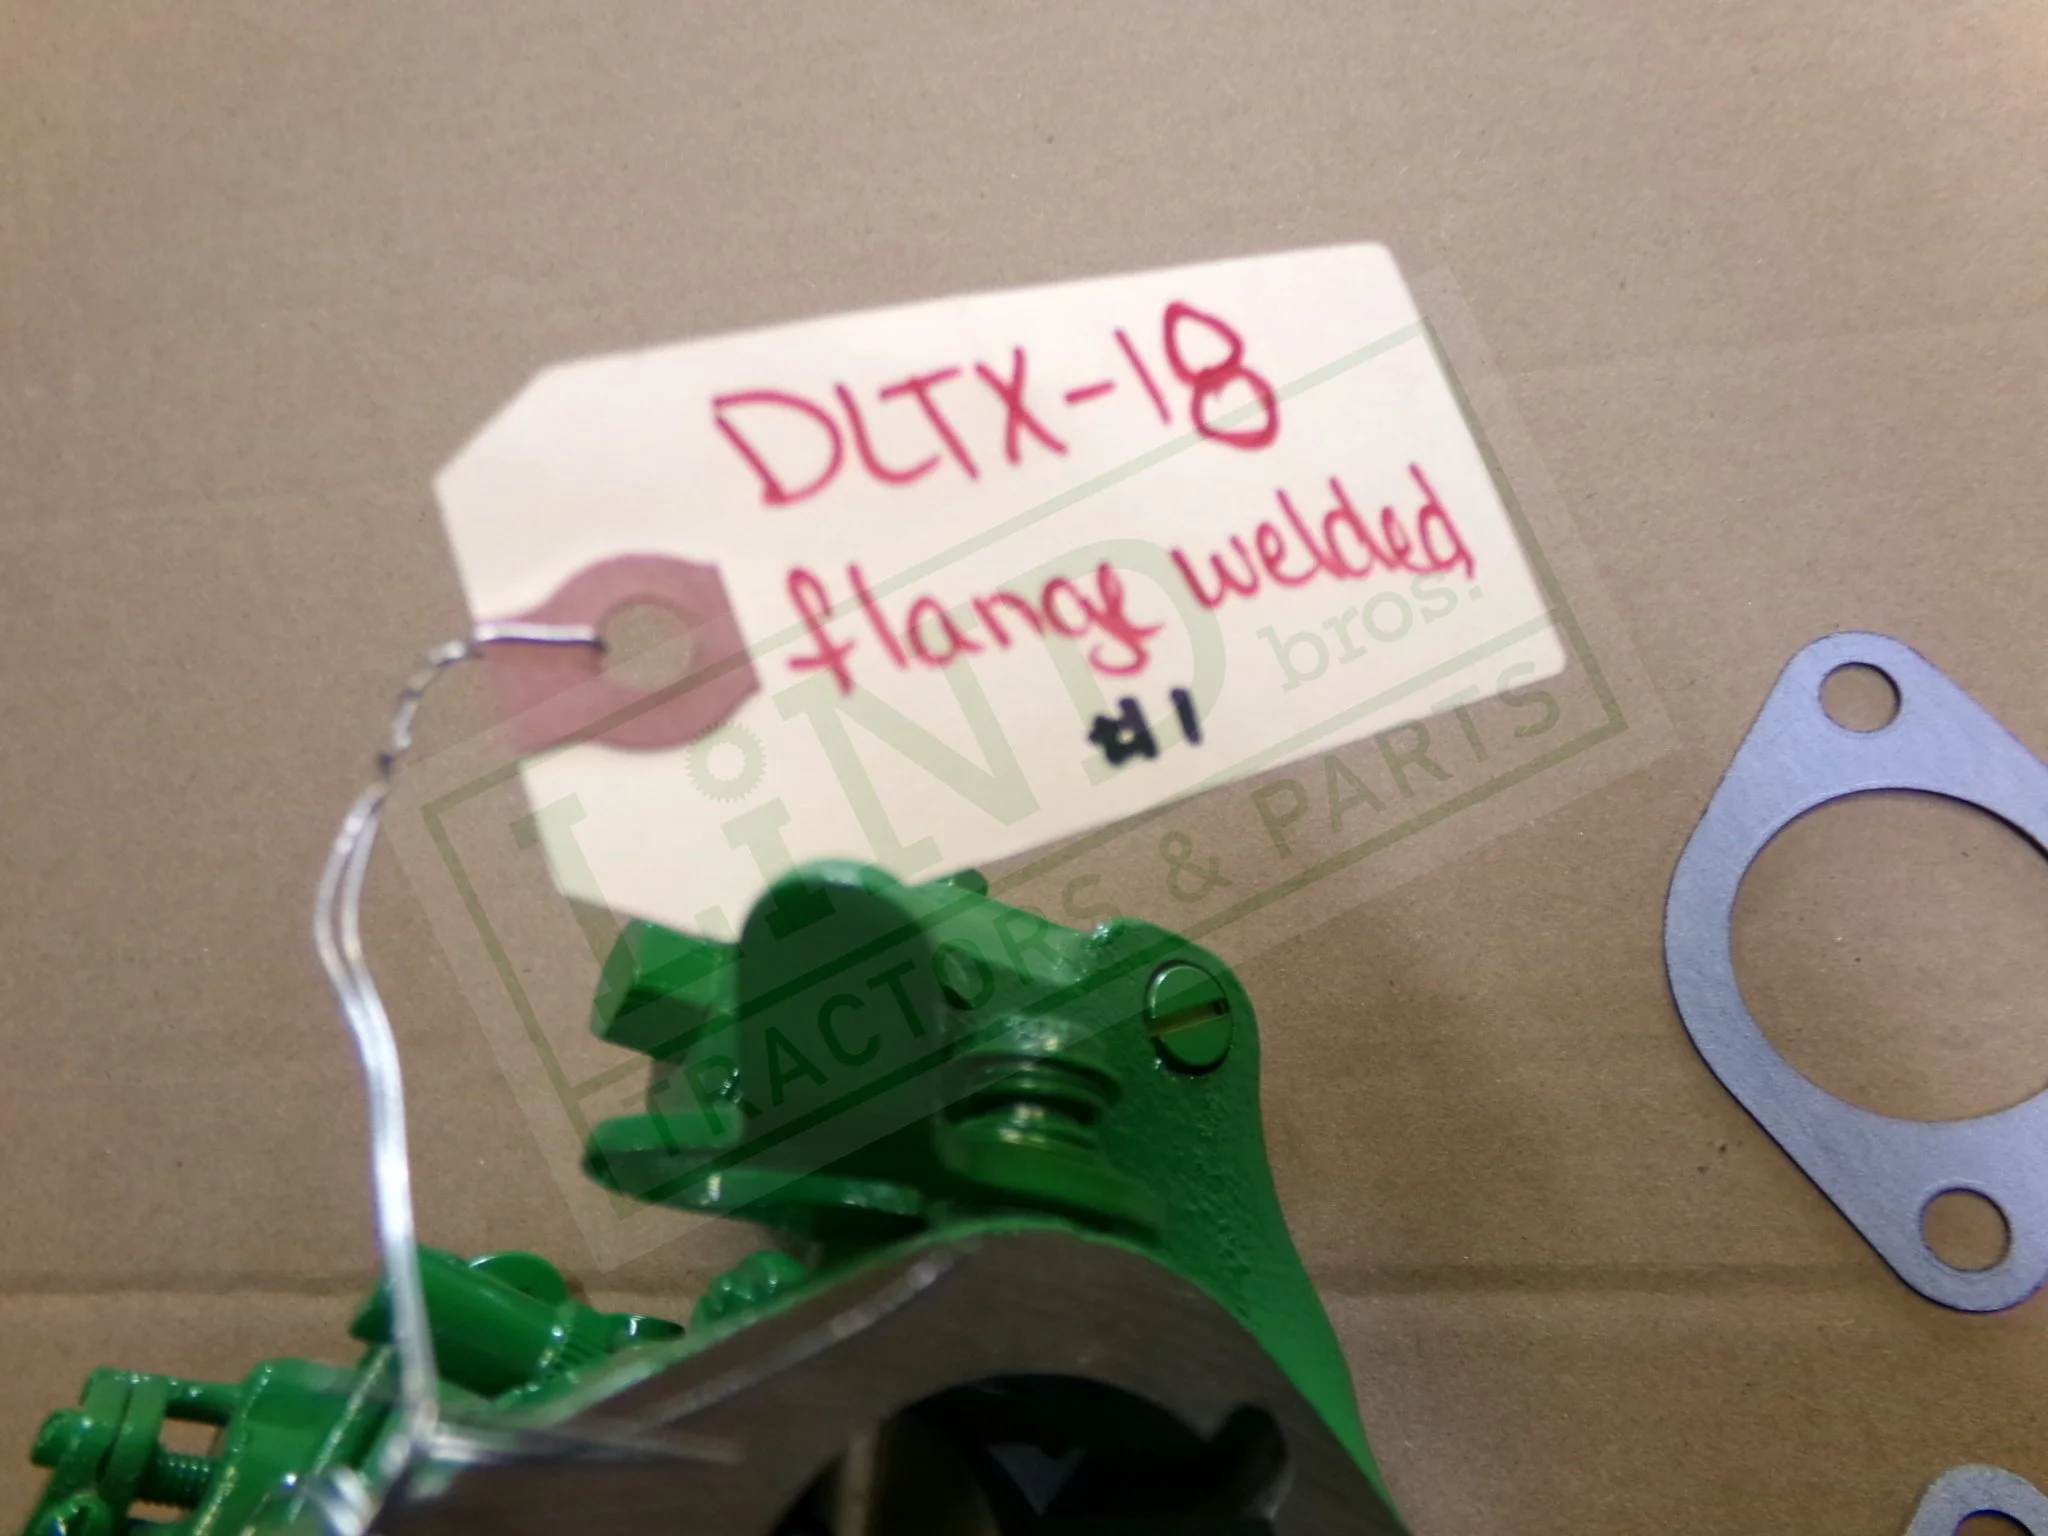 DLTX-18
flange welded
#1
LiND bros.
TRACTORS & PARTS